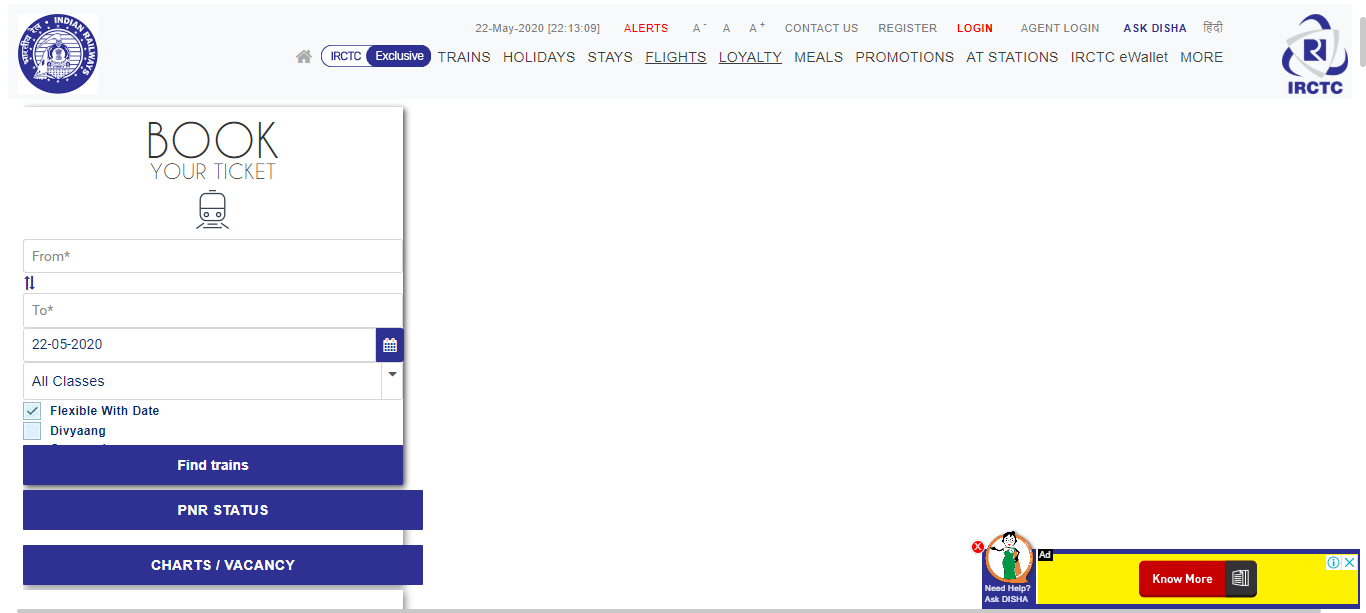 22-May-2020 [22:13:09] ALERTS A- A A+ CONTACT US REGISTER LOGIN AGENT LOGIN ASK DISHA हिंदी
IRCTC Exclusive TRAINS HOLIDAYS STAYS FLIGHTS LOYALTY MEALS PROMOTIONS AT STATIONS IRCTC eWallet MORE
भारतीय रेल INDIAN RAILWAYS
IRCTC
BOOK
YOUR TICKET
From*
To*
22-05-2020
All Classes
Flexible With Date
Divyaang
Find trains
PNR STATUS
CHARTS / VACANCY
Need Help?
Ask DISHA
Ad
Know More